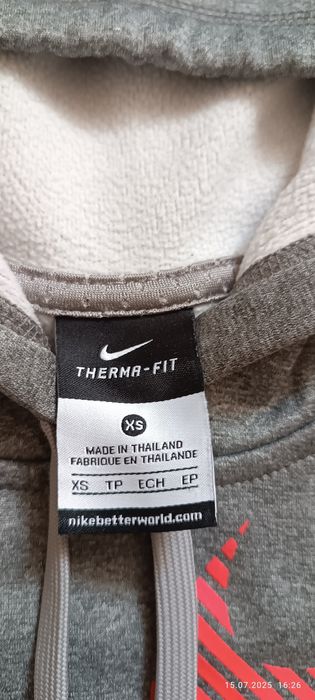 THERMA-FIT
XS
MADE IN THAILAND
FABRIQUE EN THAILANDE
XS TP ECH EP
nikebetterworld.com
15.07.2025 16:26